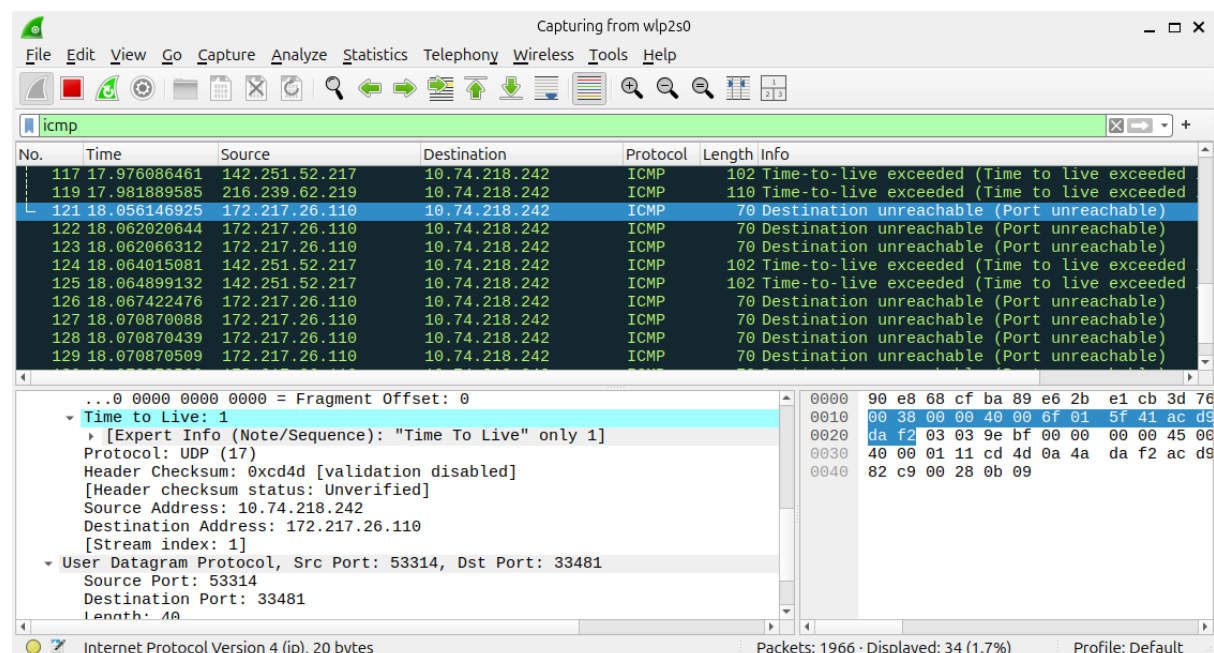 Capturing from wlp2s0
File Edit View Go Capture Analyze Statistics Telephony Wireless Tools Help
icmp
No. Time Source Destination Protocol Length Info
117 17.976086461 142.251.52.217 10.74.218.242 ICMP 102 Time-to-live exceeded (Time to live exceeded
119 17.981889585 216.239.62.219 10.74.218.242 ICMP 110 Time-to-live exceeded (Time to live exceeded
121 18.056146925 172.217.26.110 10.74.218.242 ICMP 70 Destination unreachable (Port unreachable)
122 18.062020644 172.217.26.110 10.74.218.242 ICMP 70 Destination unreachable (Port unreachable)
123 18.062066312 172.217.26.110 10.74.218.242 ICMP 70 Destination unreachable (Port unreachable)
124 18.064015081 142.251.52.217 10.74.218.242 ICMP 102 Time-to-live exceeded (Time to live exceeded
125 18.064899132 142.251.52.217 10.74.218.242 ICMP 102 Time-to-live exceeded (Time to live exceeded
126 18.067422476 172.217.26.110 10.74.218.242 ICMP 70 Destination unreachable (Port unreachable)
127 18.070870088 172.217.26.110 10.74.218.242 ICMP 70 Destination unreachable (Port unreachable)
128 18.070870439 172.217.26.110 10.74.218.242 ICMP 70 Destination unreachable (Port unreachable)
129 18.070870509 172.217.26.110 10.74.218.242 ICMP 70 Destination unreachable (Port unreachable)
...0 0000 0000 0000 = Fragment Offset: 0
Time to Live: 1
[Expert Info (Note/Sequence): "Time To Live" only 1]
Protocol: UDP (17)
Header Checksum: 0xcd4d [validation disabled]
[Header checksum status: Unverified]
Source Address: 10.74.218.242
Destination Address: 172.217.26.110
[Stream index: 1]
User Datagram Protocol, Src Port: 53314, Dst Port: 33481
Source Port: 53314
Destination Port: 33481
Length: 40
0000 90 e8 68 cf ba 89 e6 2b e1 cb 3d 76
0010 00 38 00 00 40 00 6f 01 5f 41 ac d9
0020 da f2 03 03 9e bf 00 00 00 00 45 00
0030 40 00 01 11 cd 4d 0a 4a da f2 ac d9
0040 82 c9 00 28 0b 09
Internet Protocol Version 4 (ip), 20 bytes
Packets: 1966 · Displayed: 34 (1.7%)
Profile: Default